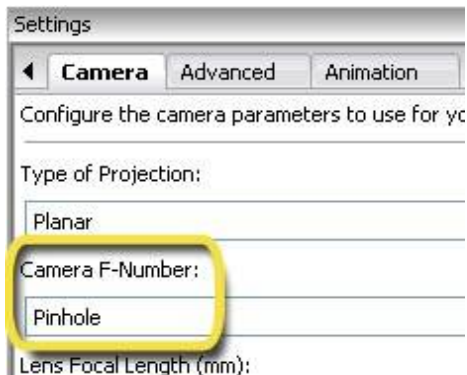 Settings
Camera Advanced Animation
Configure the camera parameters to use for yo
Type of Projection:
Planar
Camera F-Number:
Pinhole
Lens Focal Length (mm):